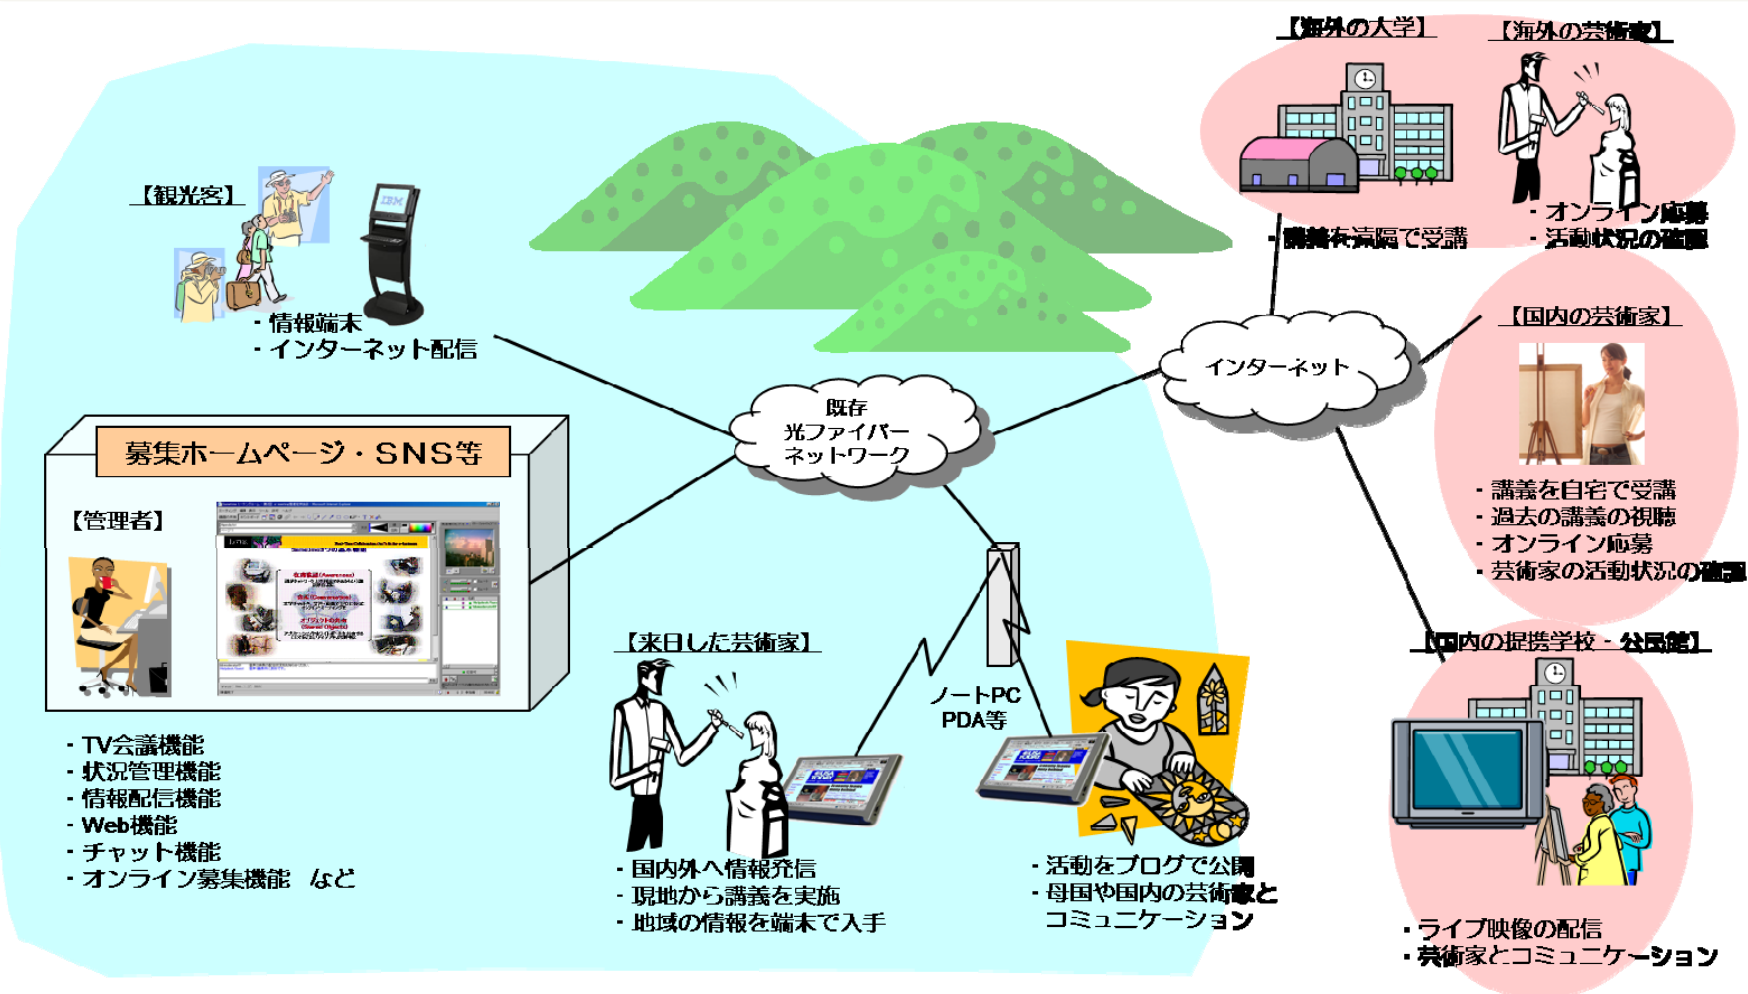 【海外の大学】
【海外の芸術家】
・オンライン応募
・活動状況の確認
・講義を遠隔で受講
【観光客】
IBM
・情報端末
・インターネット配信
【国内の芸術家】
インターネット
既存
光ファイバー
ネットワーク
募集ホームページ・SNS等
【管理者】
・講義を自宅で受講
・過去の講義の視聴
・オンライン応募
・芸術家の活動状況の確認
【来日した芸術家】
【国内の提携学校・公民館】
ノートPC
PDA等
・TV会議機能
・状況管理機能
・情報配信機能
・Web機能
・チャット機能
・オンライン募集機能 など
・国内外へ情報発信
・現地から講義を実施
・地域の情報を端末で入手
・活動をブログで公開
・母国や国内の芸術家と
コミュニケーション
・ライブ映像の配信
・芸術家とコミュニケーション